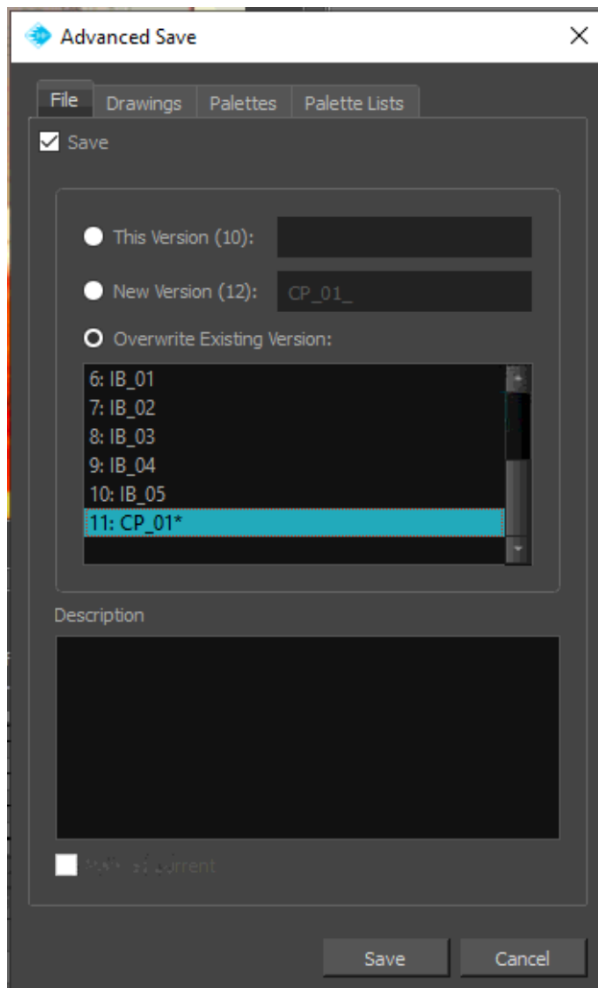 Advanced Save
File Drawings Palettes Palette Lists
Save
This Version (10):
New Version (12): CP_01_
Overwrite Existing Version:
6: IB_01
7: IB_02
8: IB_03
9: IB_04
10: IB_05
11: CP_01*
Description
current
Save Cancel